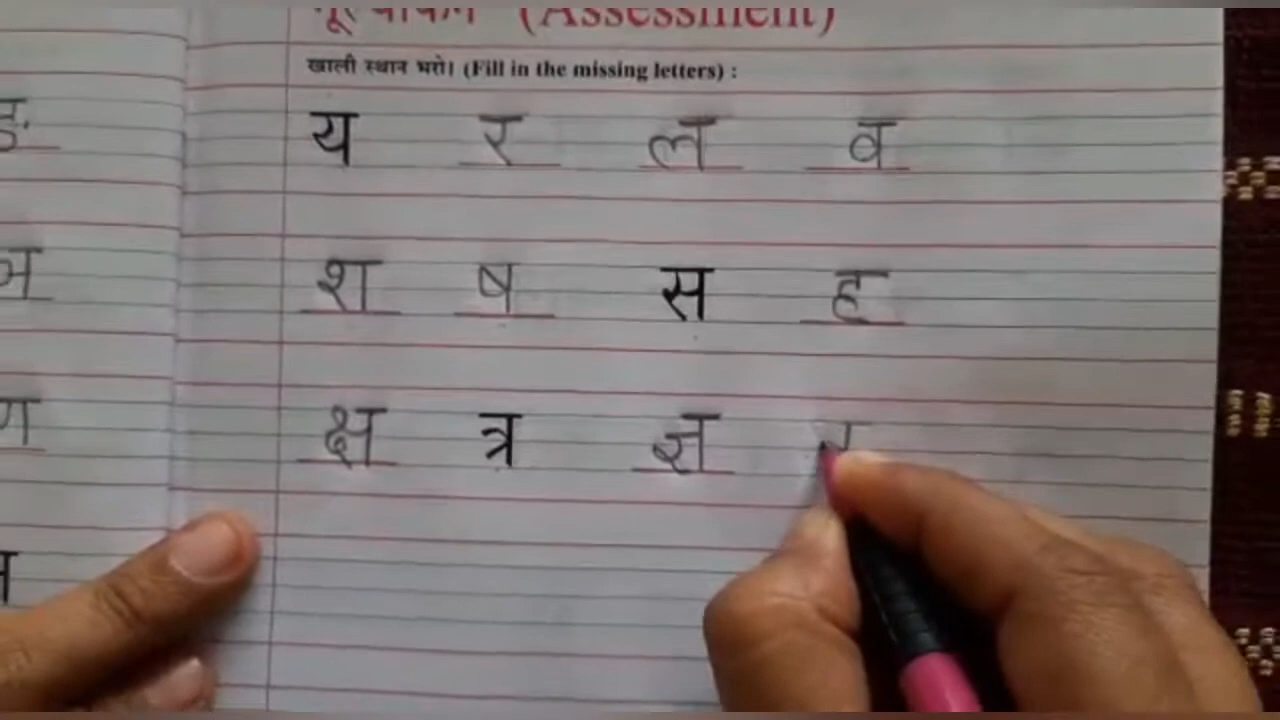 (Assessment)
खाली स्थान भरो। (Fill in the missing letters) :
य र ल व
श ष स ह
क्ष त्र ज्ञ